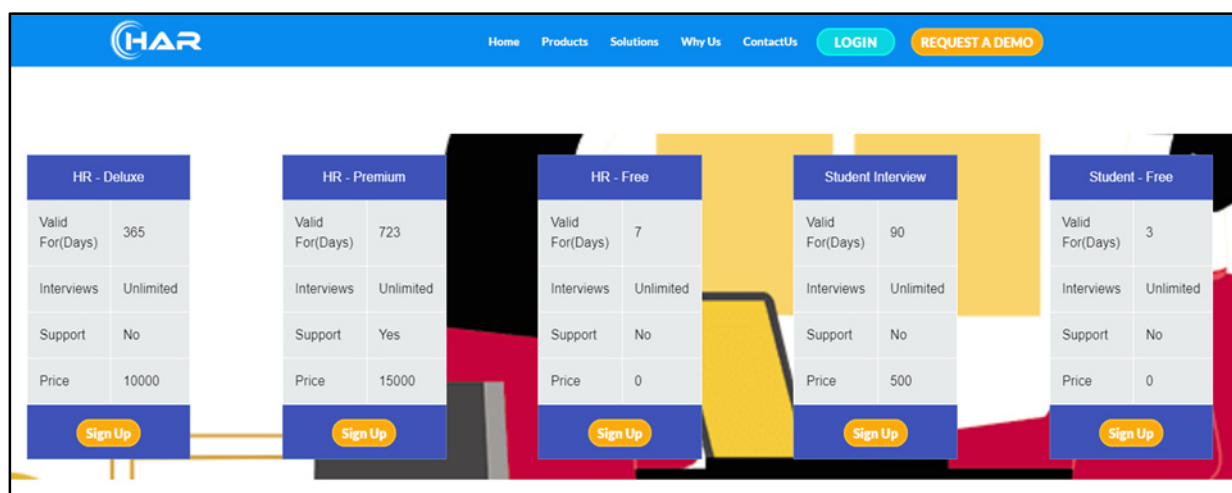 CHAR
Home Products Solutions Why Us ContactUs LOGIN REQUEST A DEMO
HR - Deluxe
Valid For(Days) 365
Interviews Unlimited
Support No
Price 10000
Sign Up
HR - Premium
Valid For(Days) 723
Interviews Unlimited
Support Yes
Price 15000
Sign Up
HR - Free
Valid For(Days) 7
Interviews Unlimited
Support No
Price 0
Sign Up
Student Interview
Valid For(Days) 90
Interviews Unlimited
Support No
Price 500
Sign Up
Student - Free
Valid For(Days) 3
Interviews Unlimited
Support No
Price 0
Sign Up